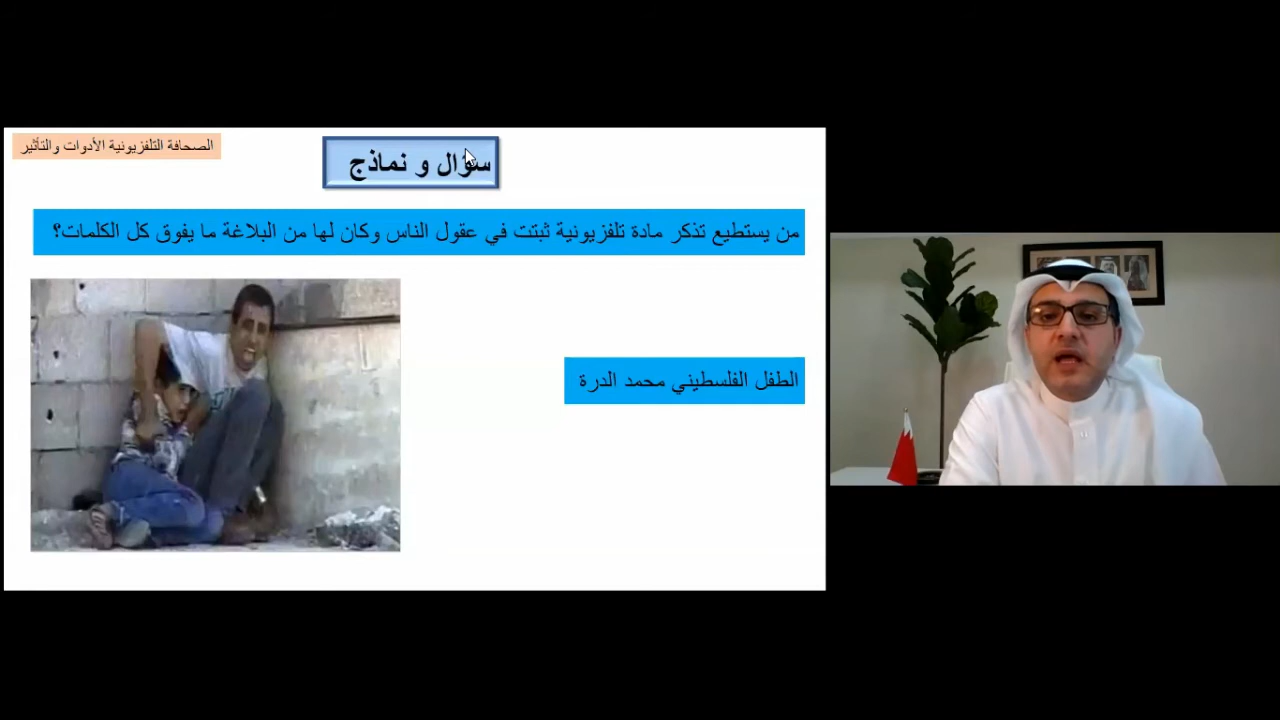 الصحافة التلفزيونية الأدوات والتأثير
سؤال و نماذج
من يستطيع تذكر مادة تلفزيونية ثبتت في عقول الناس وكان لها من البلاغة ما يفوق كل الكلمات؟
الطفل الفلسطيني محمد الدرة